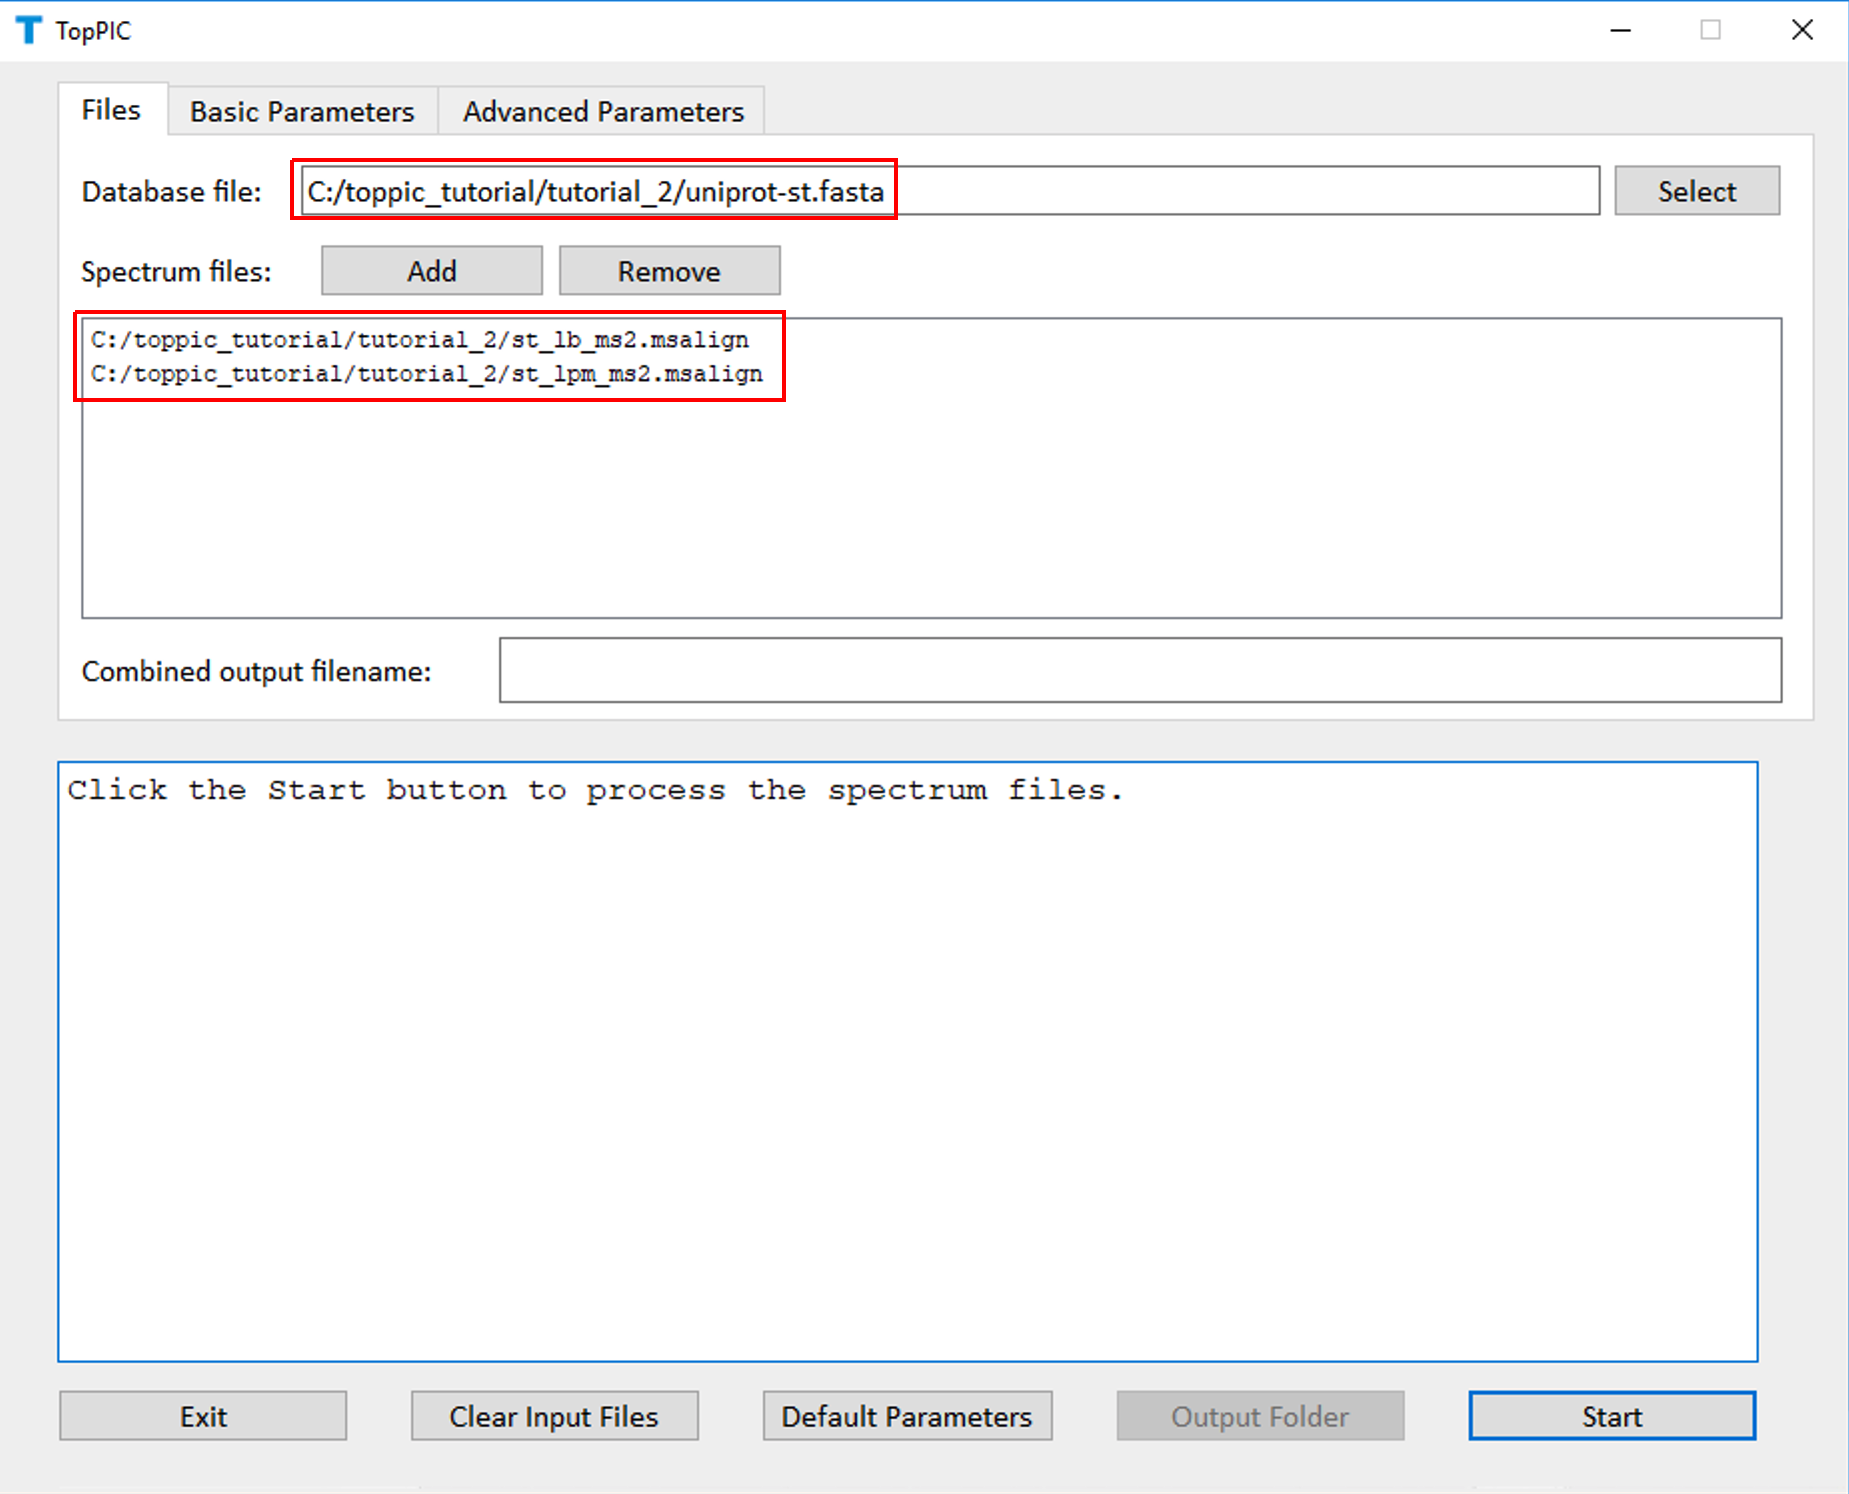 TopPIC
Files Basic Parameters Advanced Parameters
Database file: C:/toppic_tutorial/tutorial_2/uniprot-st.fasta Select
Spectrum files: Add Remove
C:/toppic_tutorial/tutorial_2/st_lb_ms2.msalign
C:/toppic_tutorial/tutorial_2/st_lpm_ms2.msalign
Combined output filename:
Click the Start button to process the spectrum files.
Exit Clear Input Files Default Parameters Output Folder Start